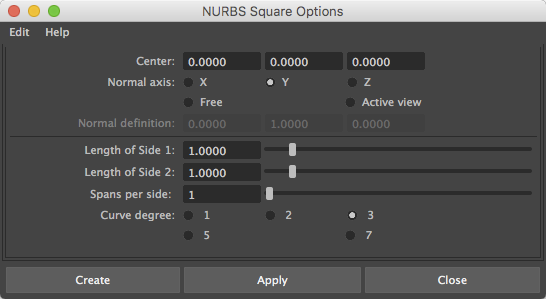 NURBS Square Options
Edit Help
Center: 0.0000 0.0000 0.0000
Normal axis: X Y Z
Free Active view
Normal definition: 0.0000 1.0000 0.0000
Length of Side 1: 1.0000
Length of Side 2: 1.0000
Spans per side: 1
Curve degree: 1 2 3
5 7
Create Apply Close